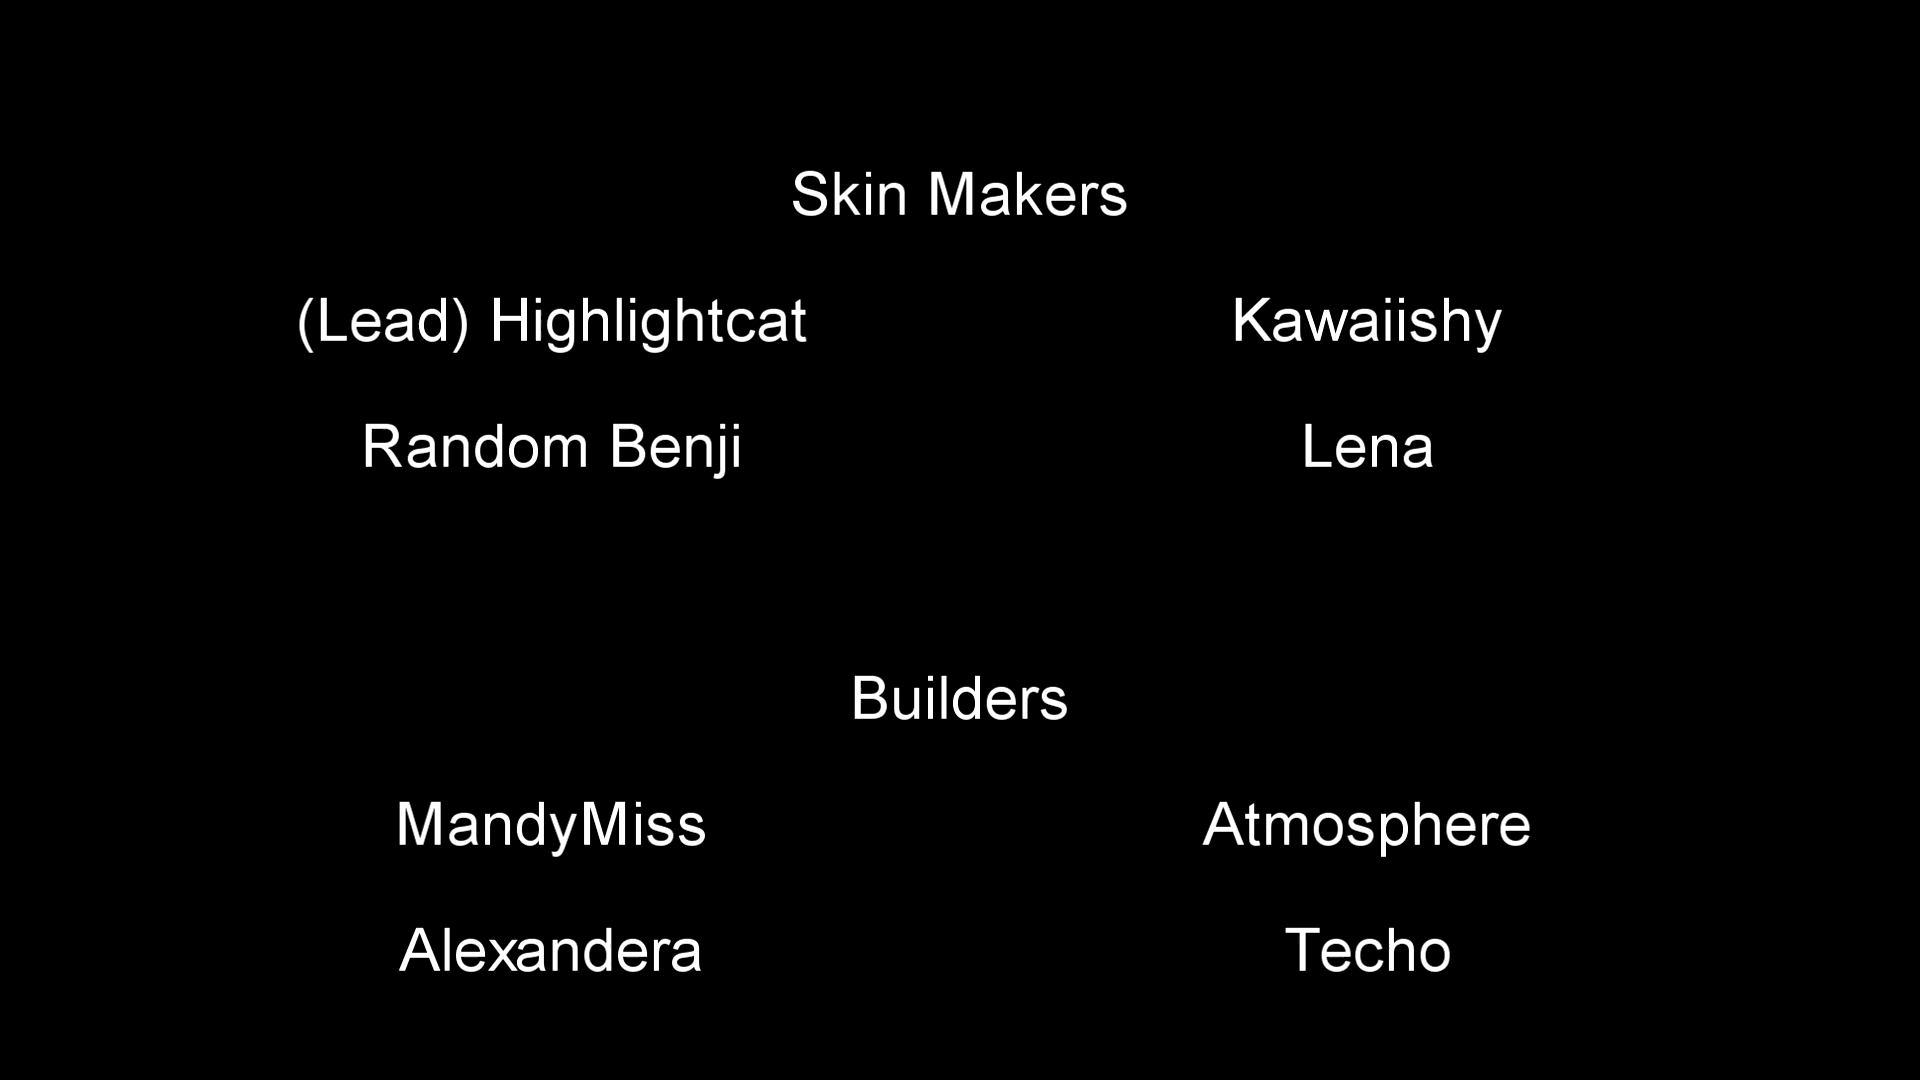 Skin Makers
(Lead) Highlightcat Kawaiishy
Random Benji Lena
Builders
MandyMiss Atmosphere
Alexandera Techo